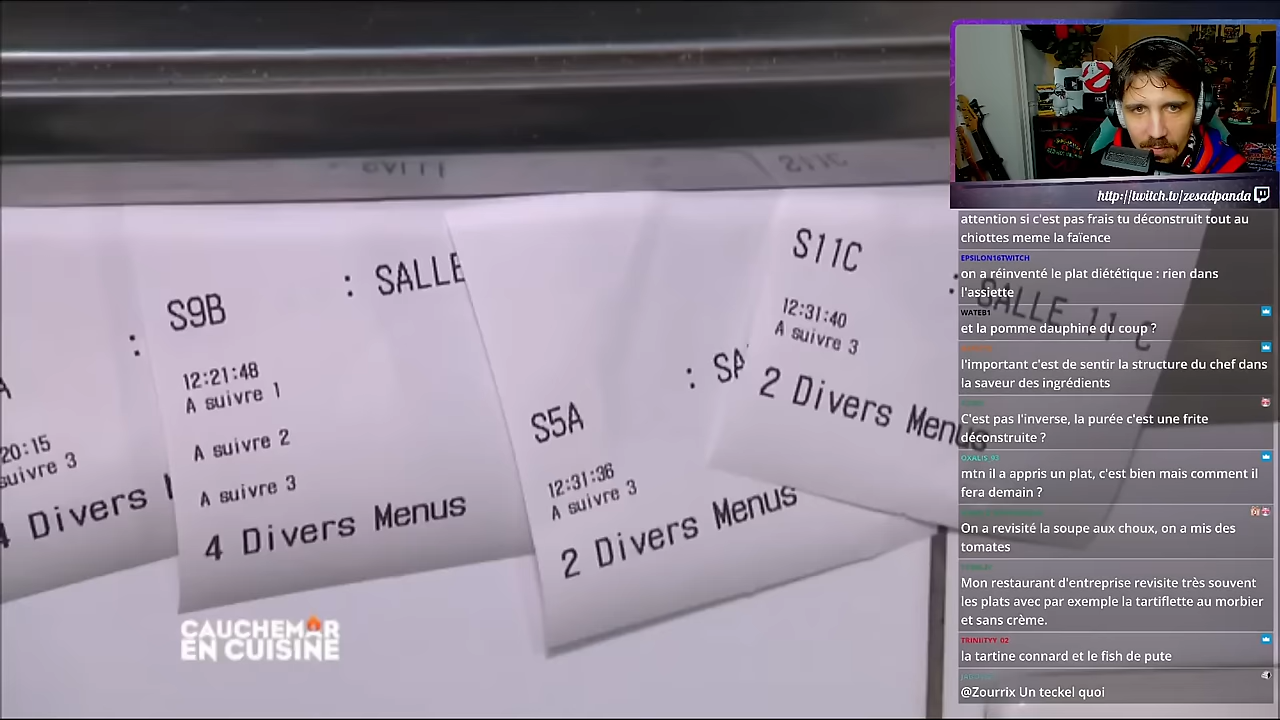 S9B
: SALLE
12:21:48
A suivre 1
A suivre 2
A suivre 3
4 Divers Menus
20:15
suivre 3
4 Divers
S5A
: SA
12:31:36
A suivre 3
2 Divers Menus
S11C
: SALLE 11 C
12:31:40
A suivre 3
2 Divers Menus
CAUCHEMAR
EN CUISINE
http://twitch.tv/zesadpanda
attention si c'est pas frais tu déconstruit tout au
chiottes meme la faïence
EPSILON16TWITCH
on a réinventé le plat diététique : rien dans
l'assiette
WATEB1
et la pomme dauphine du coup ?
l'important c'est de sentir la structure du chef dans
la saveur des ingrédients
C'est pas l'inverse, la purée c'est une frite
déconstruite ?
OXALIS_92
mtn il a appris un plat, c'est bien mais comment il
fera demain ?
On a revisité la soupe aux choux, on a mis des
tomates
Mon restaurant d'entreprise revisite très souvent
les plats avec par exemple la tartiflette au morbier
et sans crème.
TRINIITYY_02
la tartine connard et le fish de pute
@Zourrix Un teckel quoi